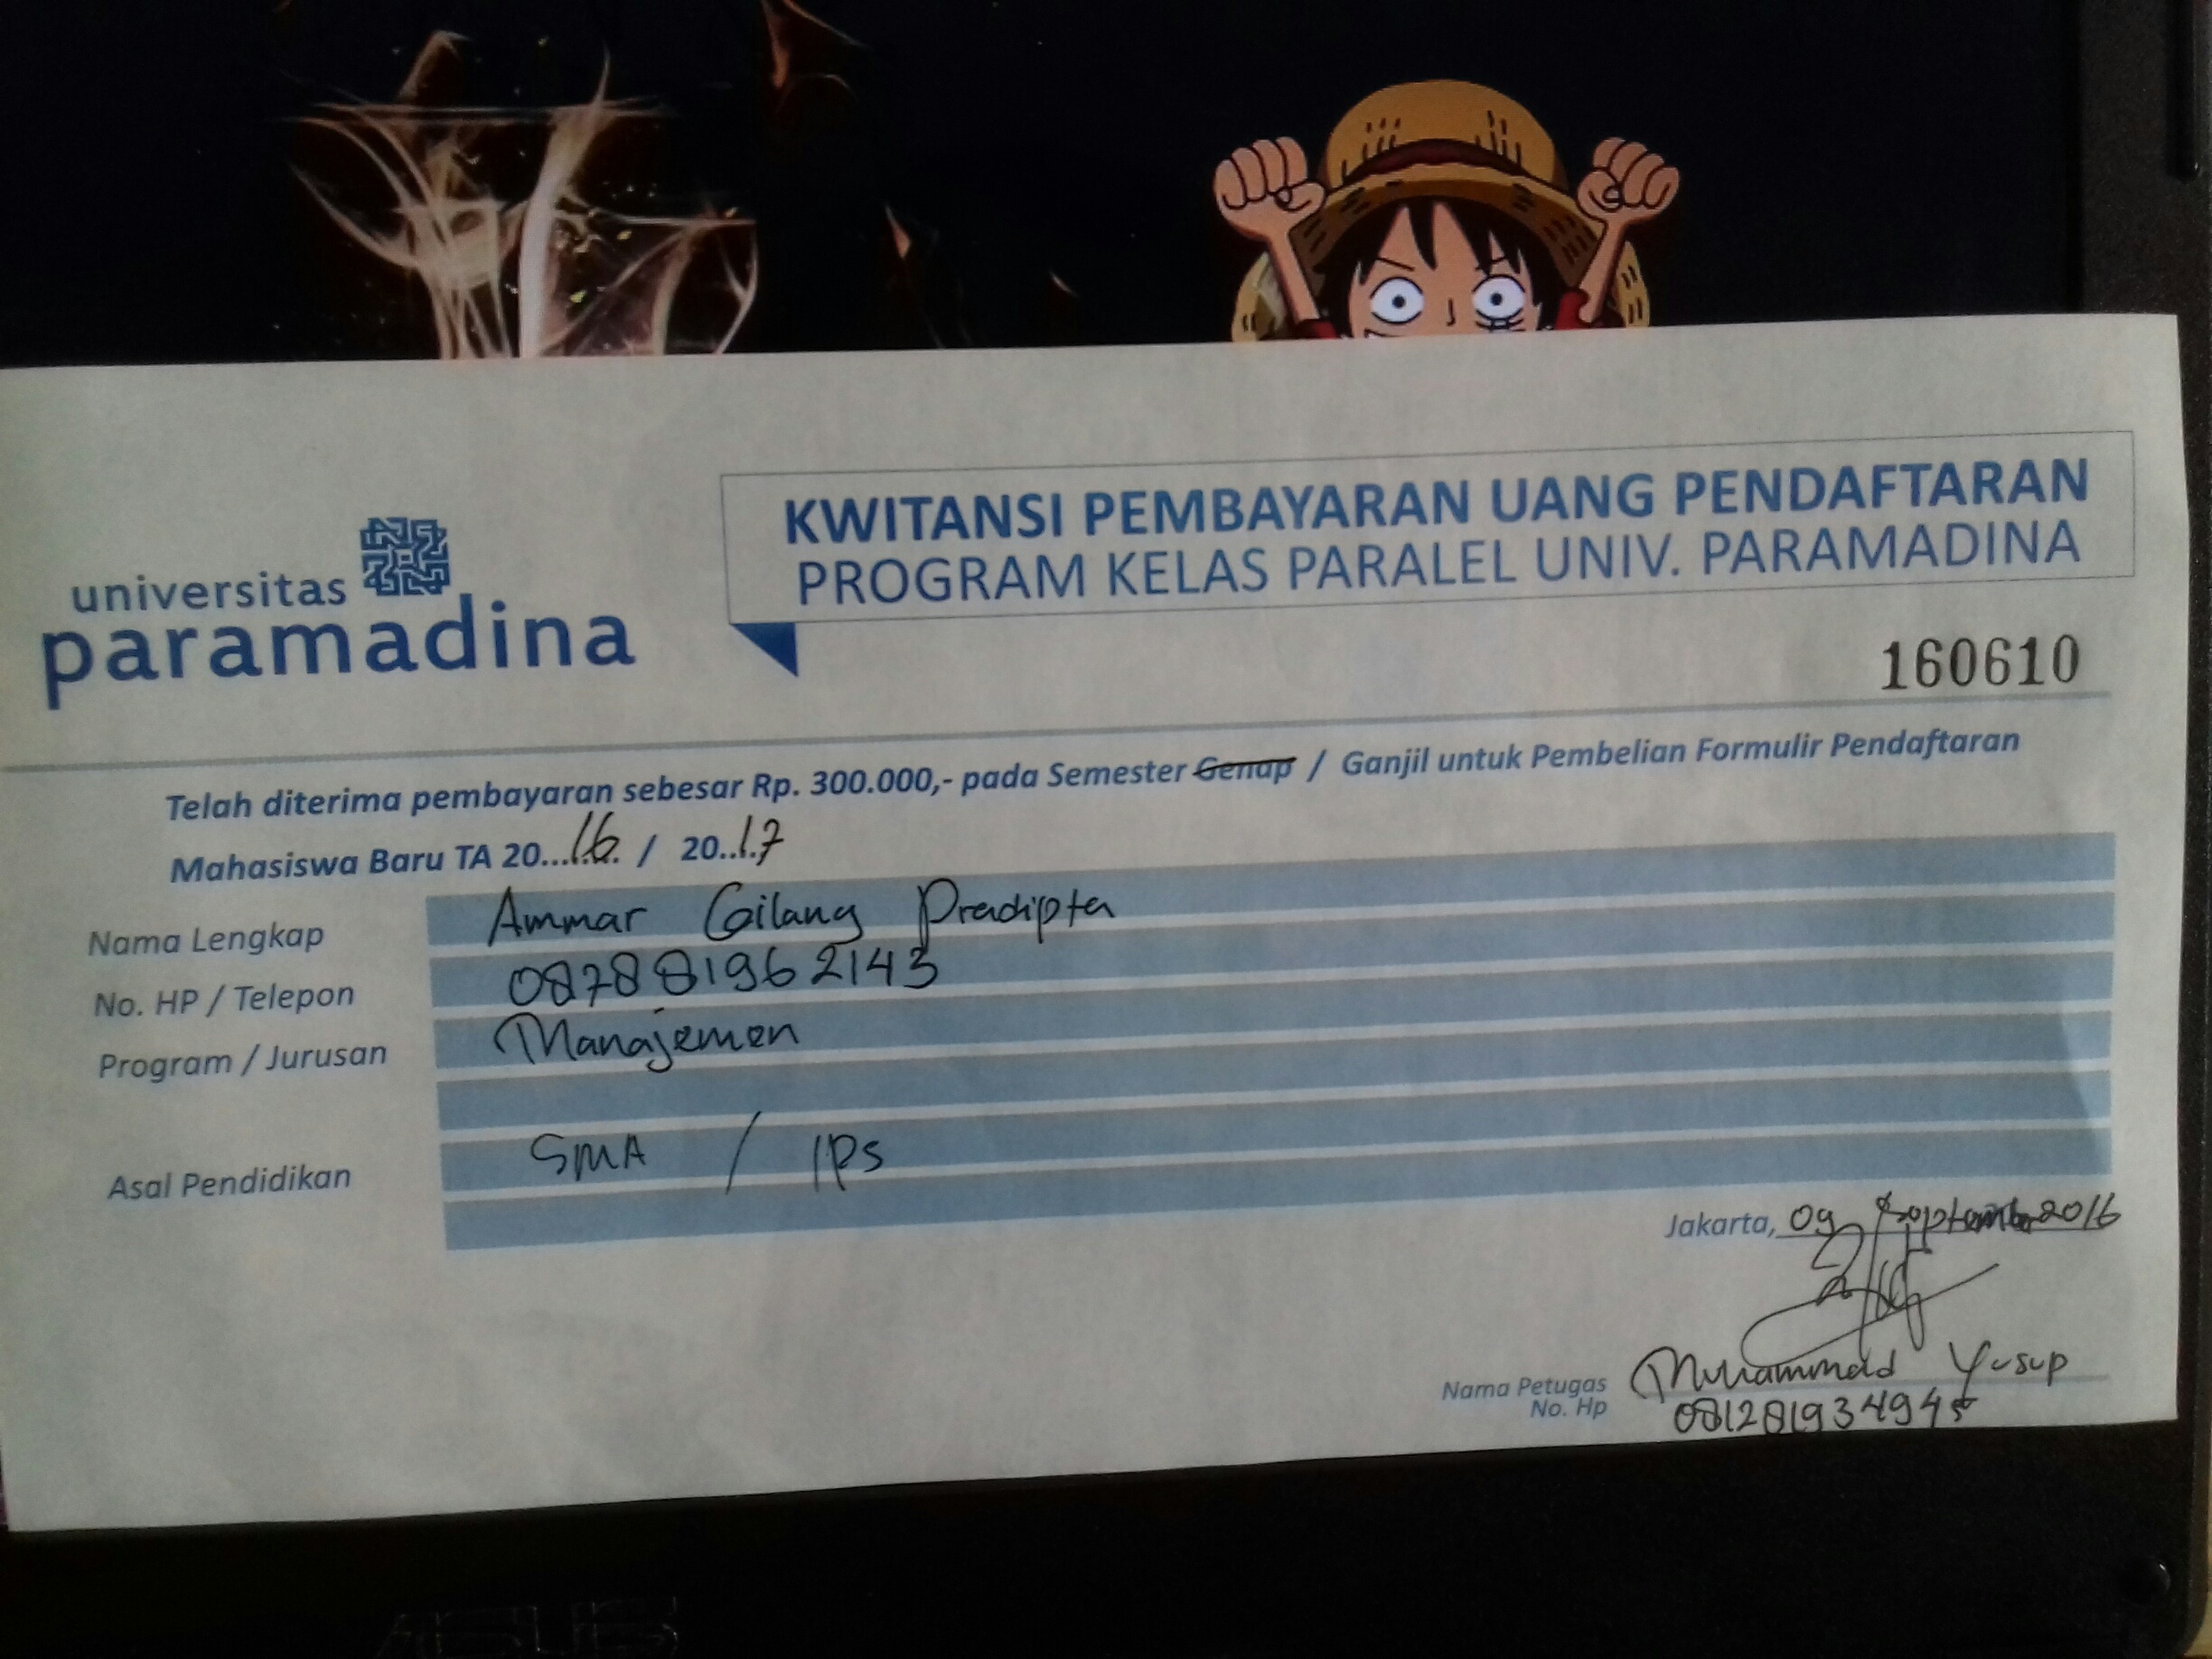 universitas
paramadina
KWITANSI PEMBAYARAN UANG PENDAFTARAN
PROGRAM KELAS PARALEL UNIV. PARAMADINA
160610
Telah diterima pembayaran sebesar Rp. 300.000,- pada Semester Genap / Ganjil untuk Pembelian Formulir Pendaftaran
Mahasiswa Baru TA 20...16. / 20..17
Nama Lengkap Ammar Gilang Pradipta
No. HP / Telepon 087881962143
Program / Jurusan Manajemen
Asal Pendidikan SMA / IPS
Jakarta, 09 September 2016
Nama Petugas Muhammad Yusup
No. Hp 081281934945
ASUS